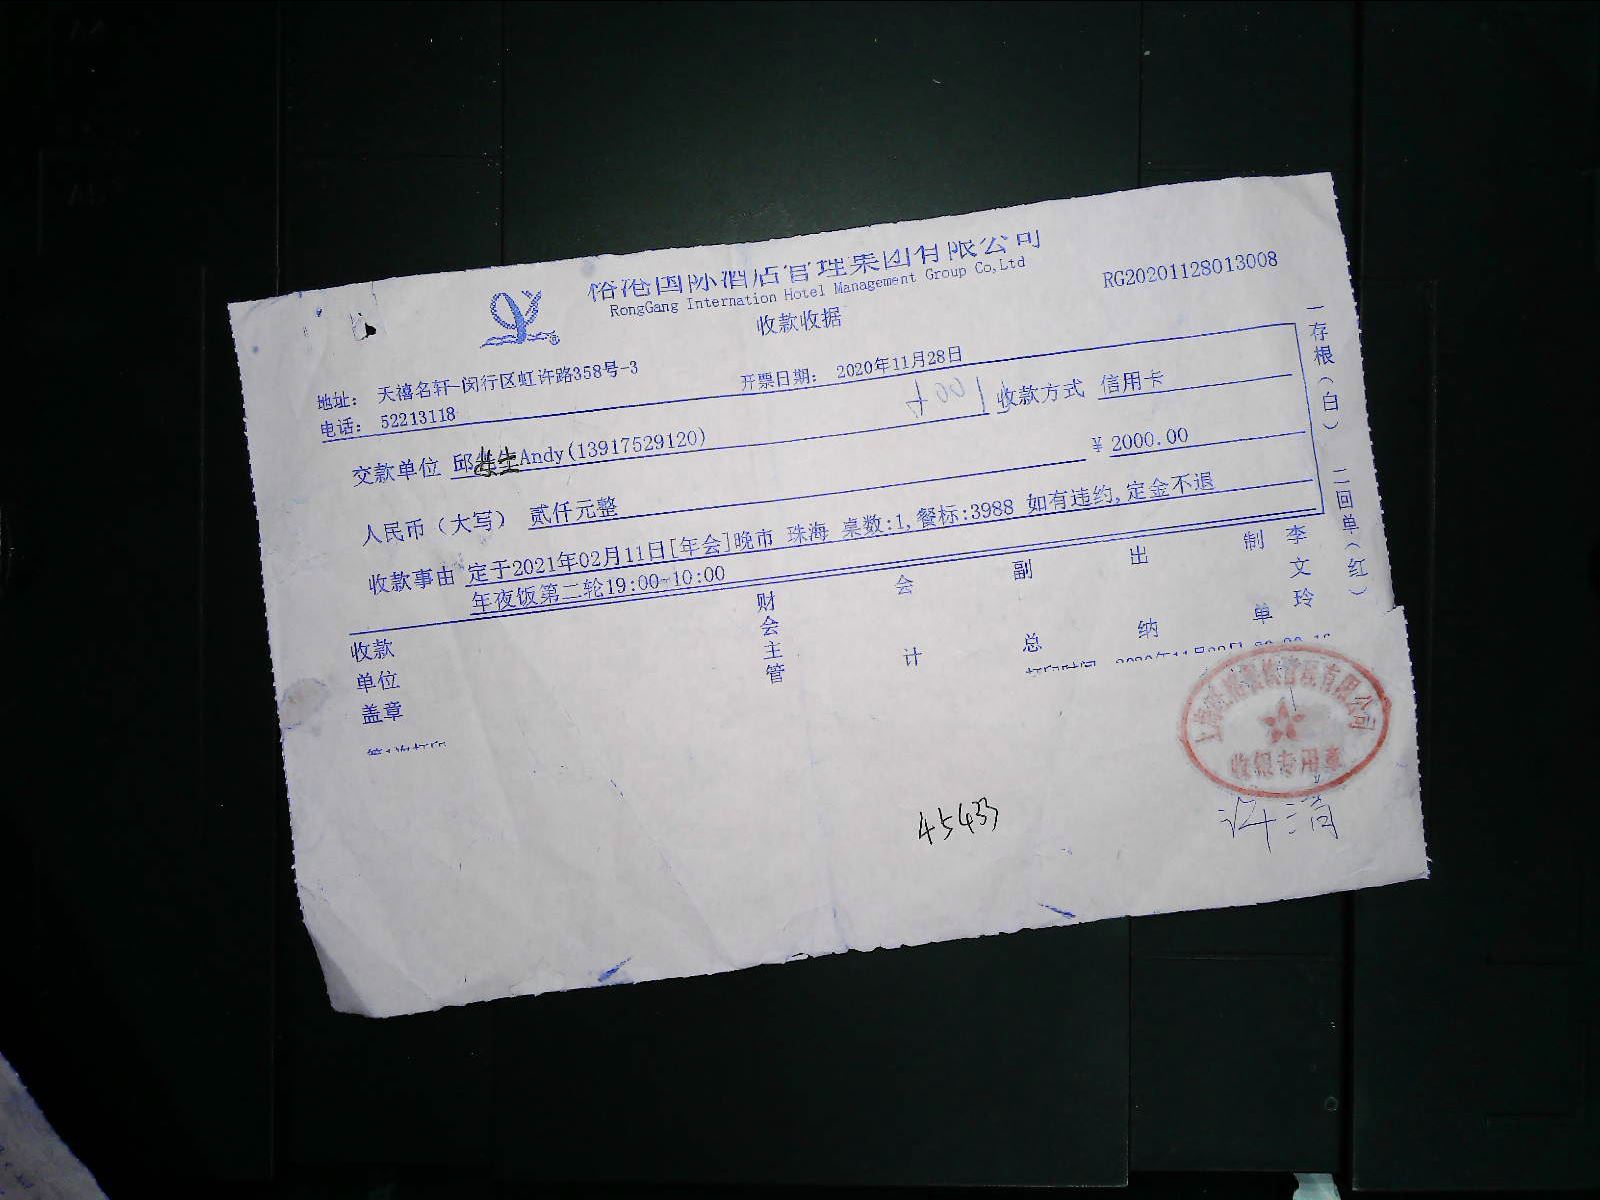 裕港国际酒店管理集团有限公司
RongGang Internation Hotel Management Group Co,Ltd
RG20201128013008
收款收据
地址： 天禧名轩-闵行区虹许路358号-3
电话： 52213118
开票日期： 2020年11月28日
收款方式 信用卡
交款单位 邱先生Andy(13917529120)
人民币（大写） 贰仟元整
¥ 2000.00
收款事由 定于2021年02月11日[年会]晚市 珠海 桌数:1,餐标:3988 如有违约,定金不退
年夜饭第二轮19:00-10:00
收款单位盖章
财会主管
会计
副总
出纳
制单
李文玲
一存根（白） 二回单（红）
收银专用章
45433